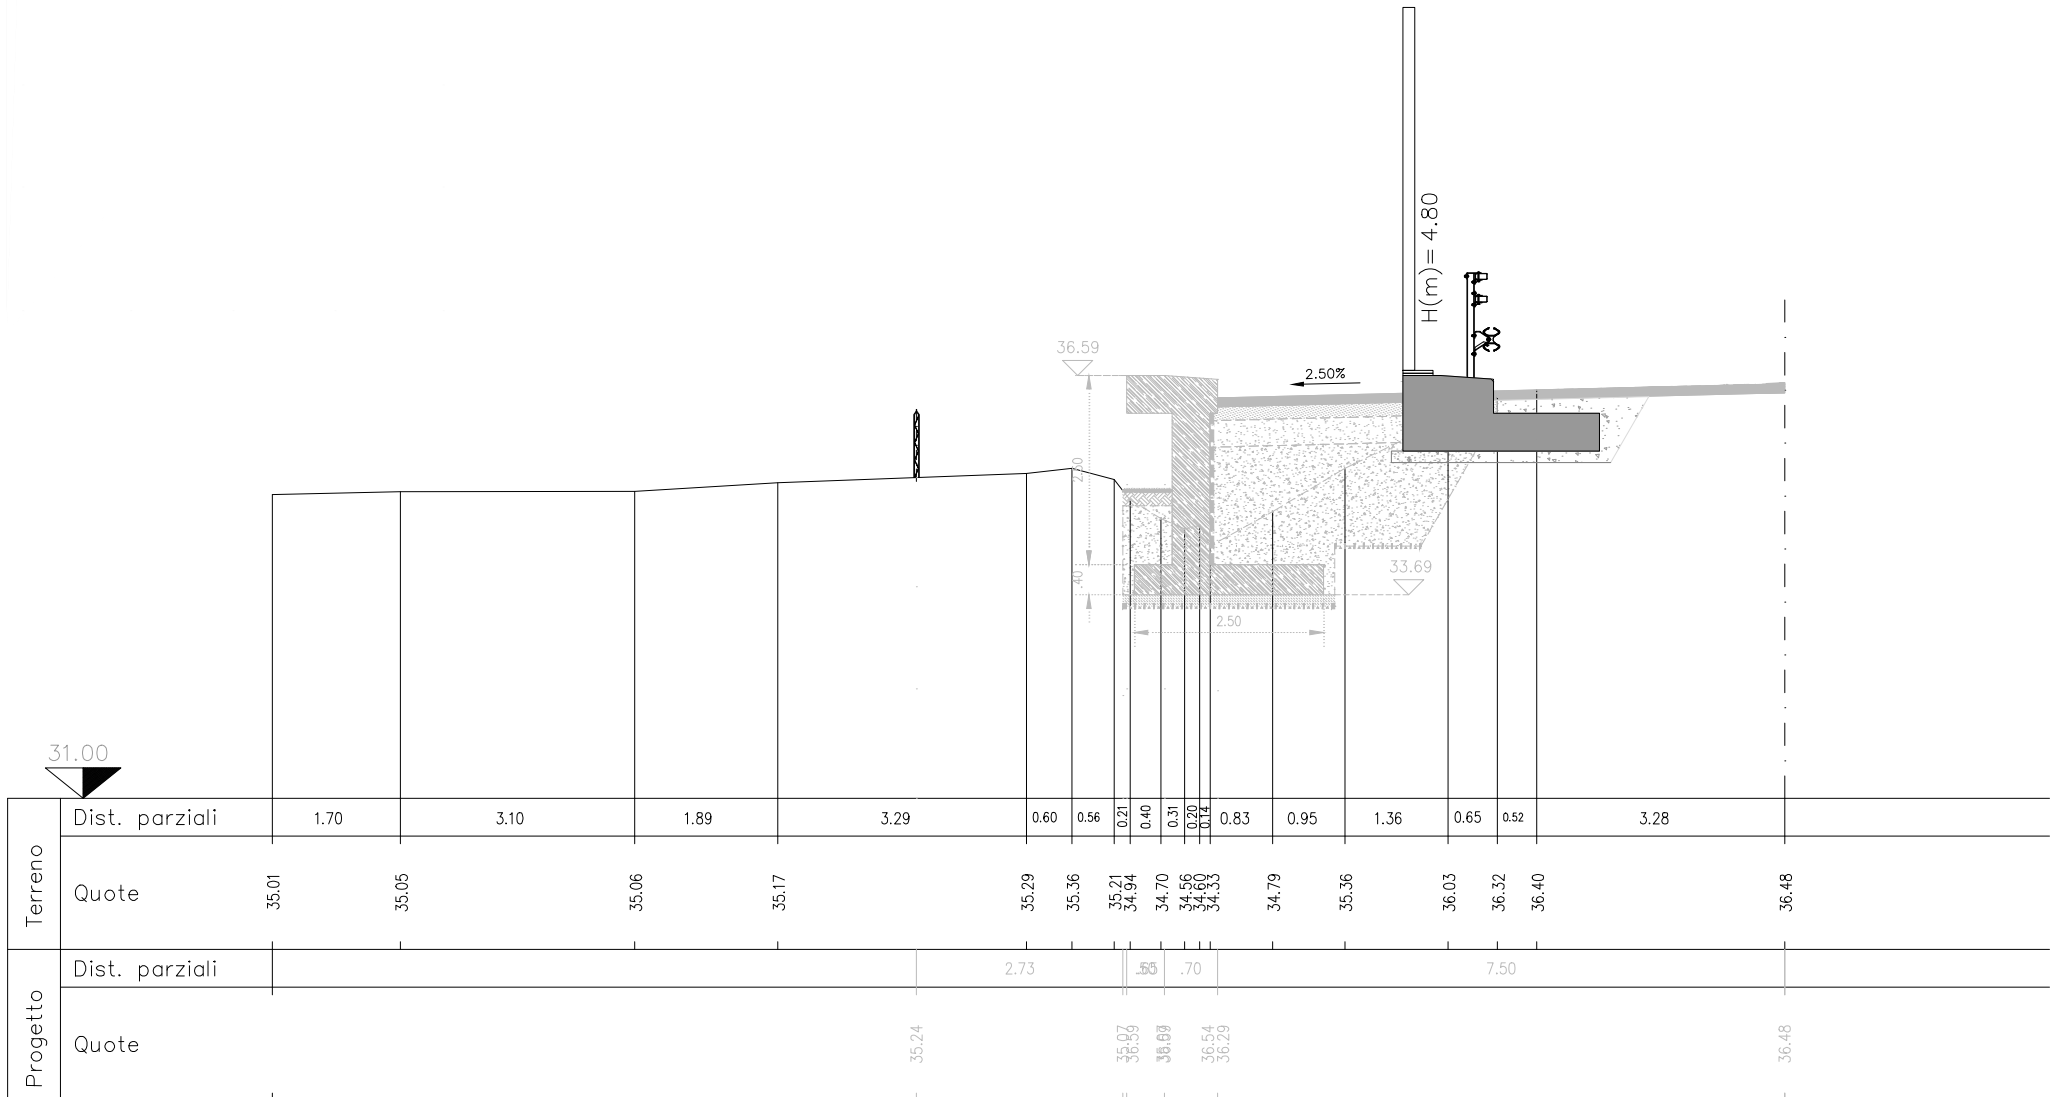 H(m)= 4.80
36.59
2.50%
2.50
.40
33.69
2.50
31.00
Terreno
Dist. parziali
1.70 3.10 1.89 3.29 0.60 0.56 0.21 0.40 0.31 0.20 0.14 0.83 0.95 1.36 0.65 0.52 3.28
Quote
35.01 35.05 35.06 35.17 35.29 35.36 35.21 34.94 34.70 34.56 34.60 34.33 34.79 35.36 36.03 36.32 36.40 36.48
Progetto
Dist. parziali
2.73 .70 7.50
Quote
35.24 35.07 36.59 36.54 36.29 36.48